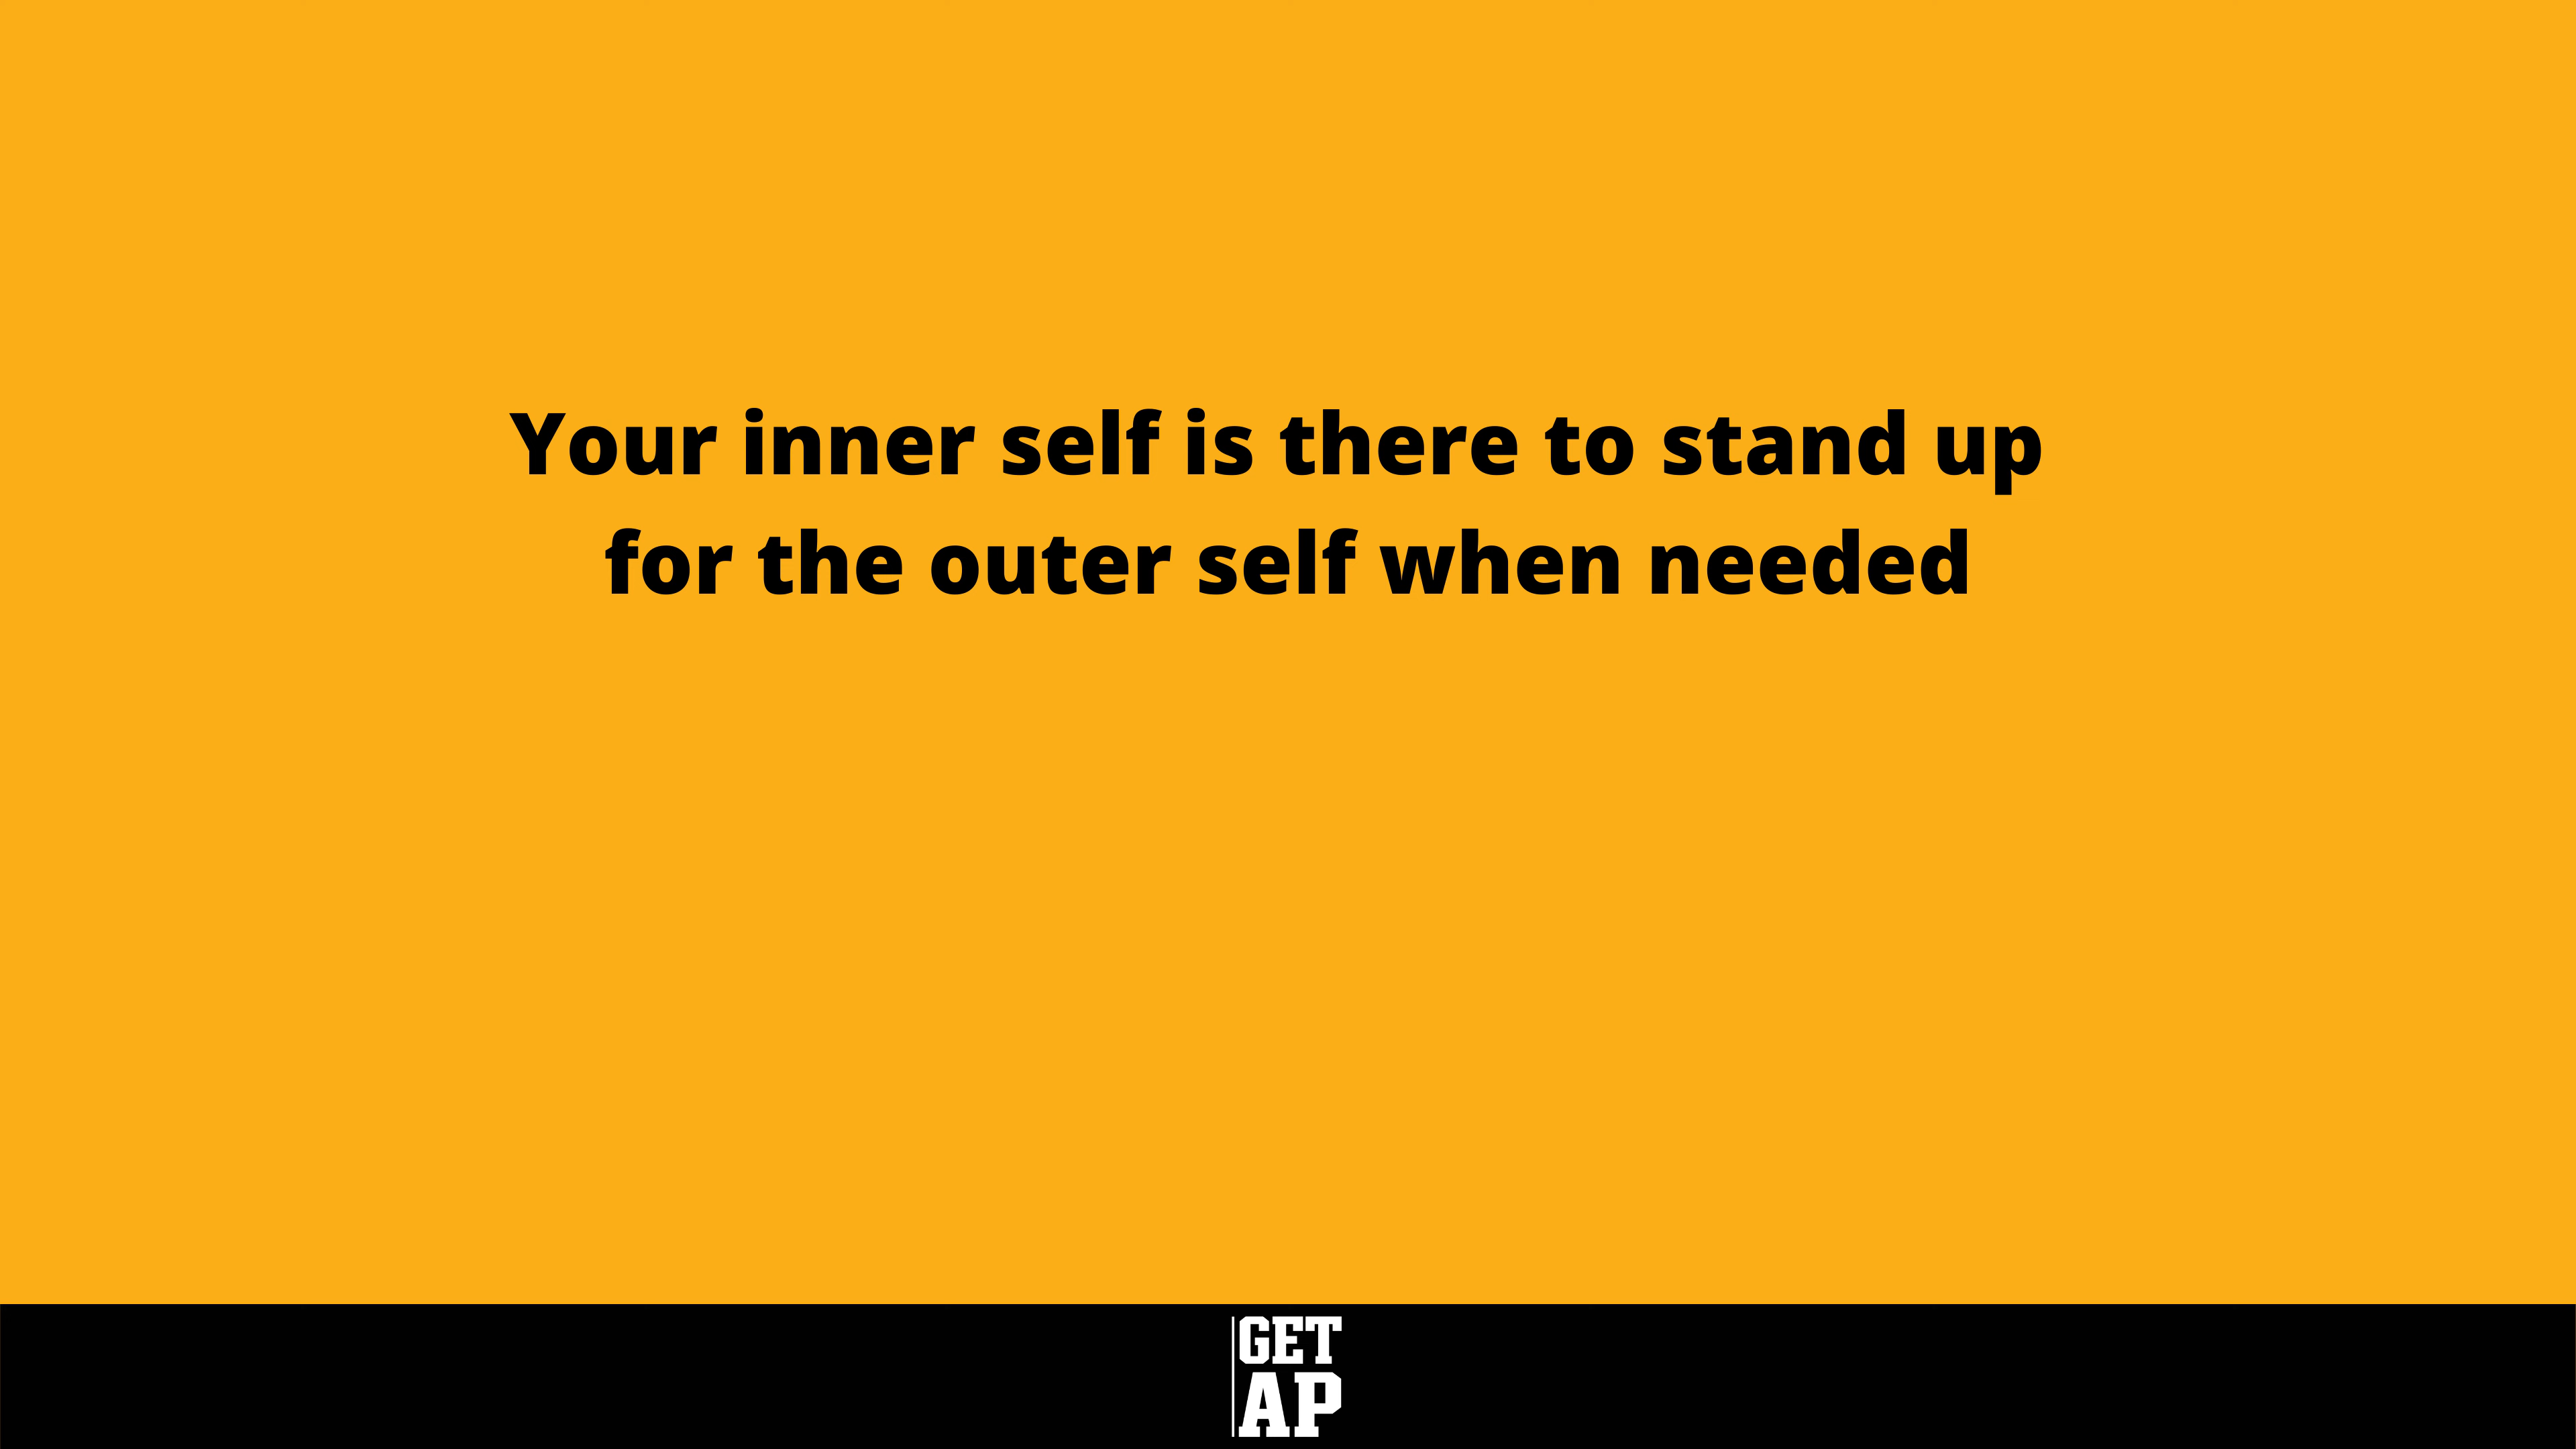 Your inner self is there to stand up
for the outer self when needed
GET
AP